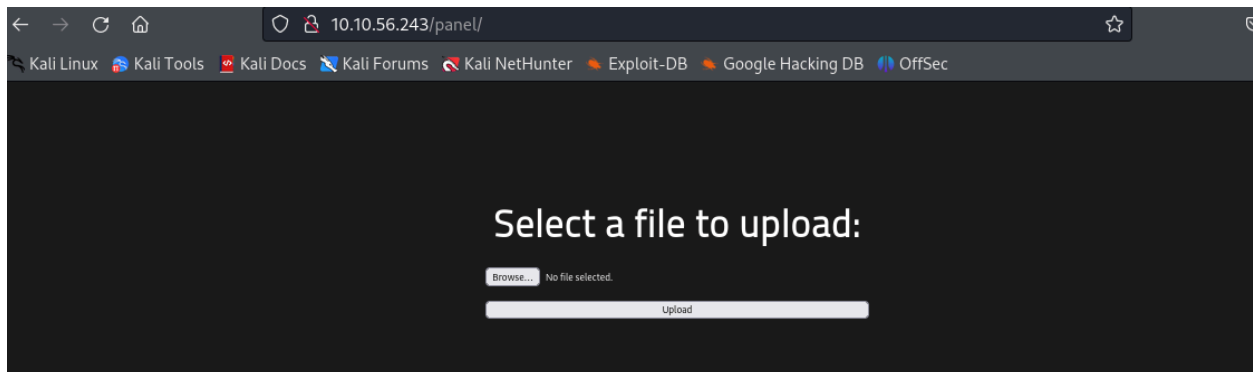 10.10.56.243/panel/
Kali Linux Kali Tools Kali Docs Kali Forums Kali NetHunter Exploit-DB Google Hacking DB OffSec
Select a file to upload:
Browse... No file selected.
Upload